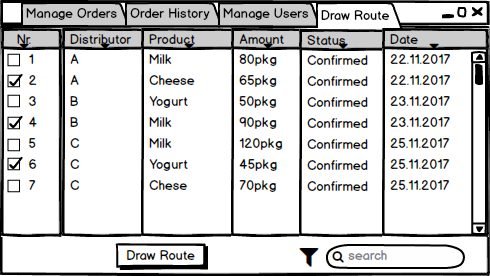 Manage Orders Order History Manage Users Draw Route
Nr Distributor Product Amount Status Date
1 A Milk 80pkg Confirmed 22.11.2017
2 A Cheese 65pkg Confirmed 22.11.2017
3 B Yogurt 50pkg Confirmed 23.11.2017
4 B Milk 90pkg Confirmed 23.11.2017
5 C Milk 120pkg Confirmed 25.11.2017
6 C Yogurt 45pkg Confirmed 25.11.2017
7 C Chese 70pkg Confirmed 25.11.2017
Draw Route search